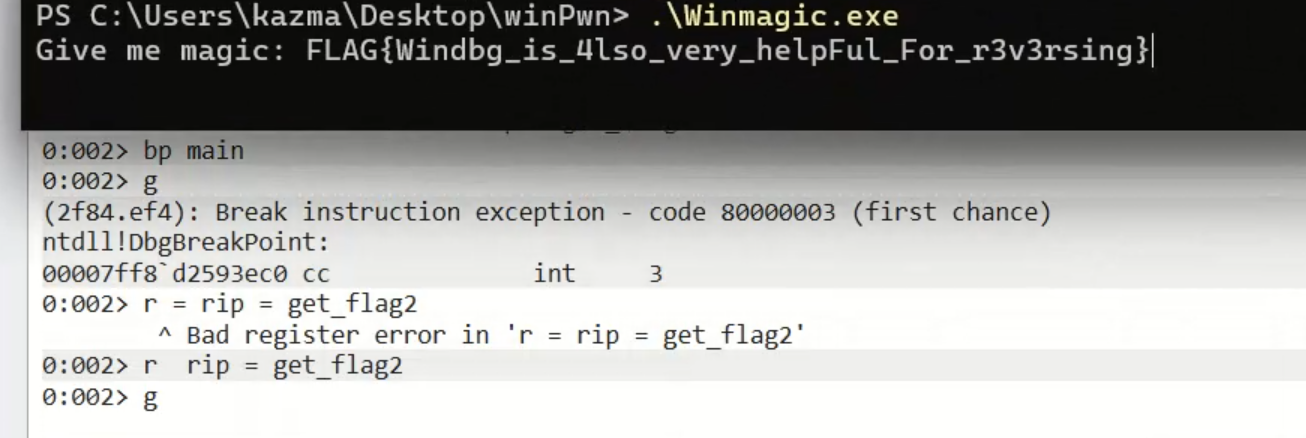 PS C:\Users\kazma\Desktop\winPwn> .\Winmagic.exe
Give me magic: FLAG{Windbg_is_4lso_very_helpFul_For_r3v3rsing}
0:002> bp main
0:002> g
(2f84.ef4): Break instruction exception - code 80000003 (first chance)
ntdll!DbgBreakPoint:
00007ff8`d2593ec0 cc              int     3
0:002> r = rip = get_flag2
       ^ Bad register error in 'r = rip = get_flag2'
0:002> r  rip = get_flag2
0:002> g